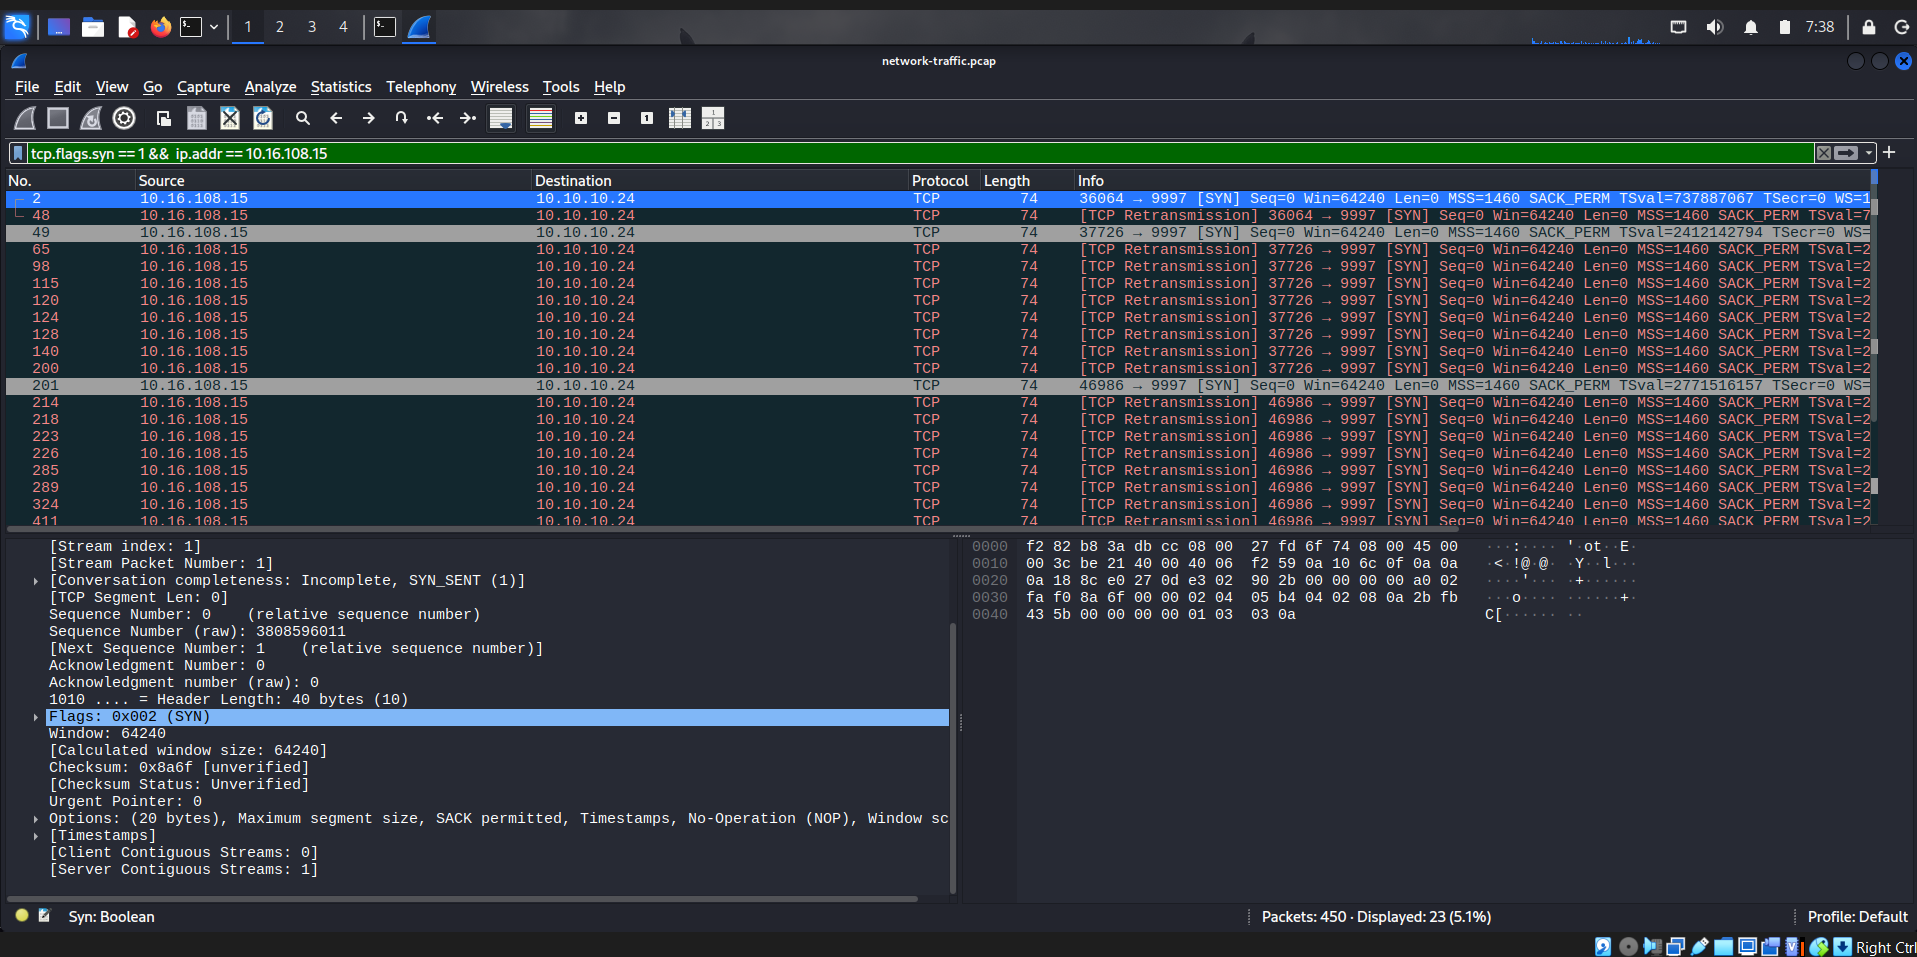 1 2 3 4 7:38
network-traffic.pcap
File Edit View Go Capture Analyze Statistics Telephony Wireless Tools Help
tcp.flags.syn == 1 && ip.addr == 10.16.108.15
No. Source Destination Protocol Length Info
2 10.16.108.15 10.10.10.24 TCP 74 36064 → 9997 [SYN] Seq=0 Win=64240 Len=0 MSS=1460 SACK_PERM TSval=737887067 TSecr=0 WS=1
48 10.16.108.15 10.10.10.24 TCP 74 [TCP Retransmission] 36064 → 9997 [SYN] Seq=0 Win=64240 Len=0 MSS=1460 SACK_PERM TSval=7
49 10.16.108.15 10.10.10.24 TCP 74 37726 → 9997 [SYN] Seq=0 Win=64240 Len=0 MSS=1460 SACK_PERM TSval=2412142794 TSecr=0 WS=
65 10.16.108.15 10.10.10.24 TCP 74 [TCP Retransmission] 37726 → 9997 [SYN] Seq=0 Win=64240 Len=0 MSS=1460 SACK_PERM TSval=2
98 10.16.108.15 10.10.10.24 TCP 74 [TCP Retransmission] 37726 → 9997 [SYN] Seq=0 Win=64240 Len=0 MSS=1460 SACK_PERM TSval=2
115 10.16.108.15 10.10.10.24 TCP 74 [TCP Retransmission] 37726 → 9997 [SYN] Seq=0 Win=64240 Len=0 MSS=1460 SACK_PERM TSval=2
120 10.16.108.15 10.10.10.24 TCP 74 [TCP Retransmission] 37726 → 9997 [SYN] Seq=0 Win=64240 Len=0 MSS=1460 SACK_PERM TSval=2
124 10.16.108.15 10.10.10.24 TCP 74 [TCP Retransmission] 37726 → 9997 [SYN] Seq=0 Win=64240 Len=0 MSS=1460 SACK_PERM TSval=2
128 10.16.108.15 10.10.10.24 TCP 74 [TCP Retransmission] 37726 → 9997 [SYN] Seq=0 Win=64240 Len=0 MSS=1460 SACK_PERM TSval=2
140 10.16.108.15 10.10.10.24 TCP 74 [TCP Retransmission] 37726 → 9997 [SYN] Seq=0 Win=64240 Len=0 MSS=1460 SACK_PERM TSval=2
200 10.16.108.15 10.10.10.24 TCP 74 [TCP Retransmission] 37726 → 9997 [SYN] Seq=0 Win=64240 Len=0 MSS=1460 SACK_PERM TSval=2
201 10.16.108.15 10.10.10.24 TCP 74 46986 → 9997 [SYN] Seq=0 Win=64240 Len=0 MSS=1460 SACK_PERM TSval=2771516157 TSecr=0 WS=
214 10.16.108.15 10.10.10.24 TCP 74 [TCP Retransmission] 46986 → 9997 [SYN] Seq=0 Win=64240 Len=0 MSS=1460 SACK_PERM TSval=2
218 10.16.108.15 10.10.10.24 TCP 74 [TCP Retransmission] 46986 → 9997 [SYN] Seq=0 Win=64240 Len=0 MSS=1460 SACK_PERM TSval=2
223 10.16.108.15 10.10.10.24 TCP 74 [TCP Retransmission] 46986 → 9997 [SYN] Seq=0 Win=64240 Len=0 MSS=1460 SACK_PERM TSval=2
226 10.16.108.15 10.10.10.24 TCP 74 [TCP Retransmission] 46986 → 9997 [SYN] Seq=0 Win=64240 Len=0 MSS=1460 SACK_PERM TSval=2
285 10.16.108.15 10.10.10.24 TCP 74 [TCP Retransmission] 46986 → 9997 [SYN] Seq=0 Win=64240 Len=0 MSS=1460 SACK_PERM TSval=2
289 10.16.108.15 10.10.10.24 TCP 74 [TCP Retransmission] 46986 → 9997 [SYN] Seq=0 Win=64240 Len=0 MSS=1460 SACK_PERM TSval=2
324 10.16.108.15 10.10.10.24 TCP 74 [TCP Retransmission] 46986 → 9997 [SYN] Seq=0 Win=64240 Len=0 MSS=1460 SACK_PERM TSval=2
411 10.16.108.15 10.10.10.24 TCP 74 [TCP Retransmission] 46986 → 9997 [SYN] Seq=0 Win=64240 Len=0 MSS=1460 SACK_PERM TSval=2
[Stream index: 1]
[Stream Packet Number: 1]
[Conversation completeness: Incomplete, SYN_SENT (1)]
[TCP Segment Len: 0]
Sequence Number: 0 (relative sequence number)
Sequence Number (raw): 3808596011
[Next Sequence Number: 1 (relative sequence number)]
Acknowledgment Number: 0
Acknowledgment number (raw): 0
1010 .... = Header Length: 40 bytes (10)
Flags: 0x002 (SYN)
Window: 64240
[Calculated window size: 64240]
Checksum: 0x8a6f [unverified]
[Checksum Status: Unverified]
Urgent Pointer: 0
Options: (20 bytes), Maximum segment size, SACK permitted, Timestamps, No-Operation (NOP), Window sc
[Timestamps]
[Client Contiguous Streams: 0]
[Server Contiguous Streams: 1]
0000 f2 82 b8 3a db cc 08 00 27 fd 6f 74 08 00 45 00 ···:···· '·ot··E·
0010 00 3c be 21 40 00 40 06 f2 59 0a 10 6c 0f 0a 0a ·<·!@·@· ·Y··l···
0020 0a 18 8c e0 27 0d e3 02 90 2b 00 00 00 00 a0 02 ····'··· ·+······
0030 fa f0 8a 6f 00 00 02 04 05 b4 04 02 08 0a 2b fb ···o···· ······+·
0040 43 5b 00 00 00 00 01 03 03 0a C[······ ··
Syn: Boolean Packets: 450 · Displayed: 23 (5.1%) Profile: Default
Right Ctrl